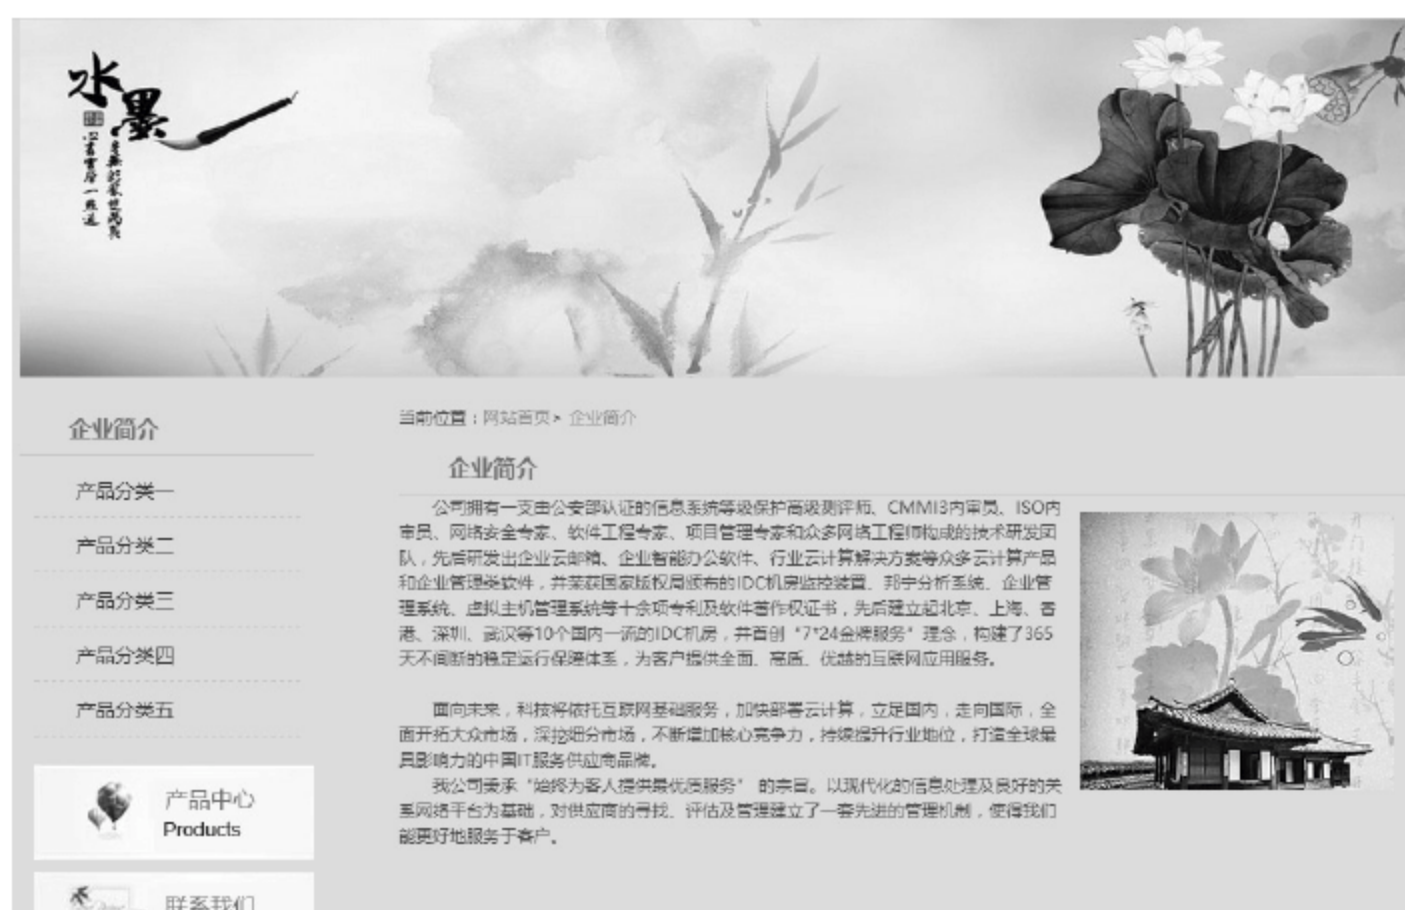 水墨
企业简介
产品分类一
产品分类二
产品分类三
产品分类四
产品分类五
产品中心
Products
联系我们
当前位置：网站首页> 企业简介
企业简介
公司拥有一支由公安部认证的信息系统等级保护高级测评师、CMMI3内审员、ISO内
审员、网络安全专家、软件工程专家、项目管理专家和众多网络工程师构成的技术研发团
队，先后研发出企业云邮箱、企业智能办公软件、行业云计算解决方案等众多云计算产品
和企业管理类软件，并荣获国家版权局颁布的IDC机房监控装置、邦宁分析系统、企业管
理系统、虚拟主机管理系统等十余项专利及软件著作权证书，先后建立起北京、上海、香
港、深圳、武汉等10个国内一流的IDC机房，并首创“7*24金牌服务”理念，构建了365
天不间断的稳定运行保障体系，为客户提供全面、高质、优越的互联网应用服务。
面向未来，科技将依托互联网基础服务，加快部署云计算，立足国内，走向国际，全
面开拓大众市场，深挖细分市场，不断增加核心竞争力，持续提升行业地位，打造全球最
具影响力的中国IT服务供应商品牌。
我公司秉承“始终为客人提供最优质服务” 的宗旨。以现代化的信息处理及良好的关
系网络平台为基础，对供应商的寻找、评估及管理建立了一套先进的管理机制，使得我们
能更好地服务于客户。